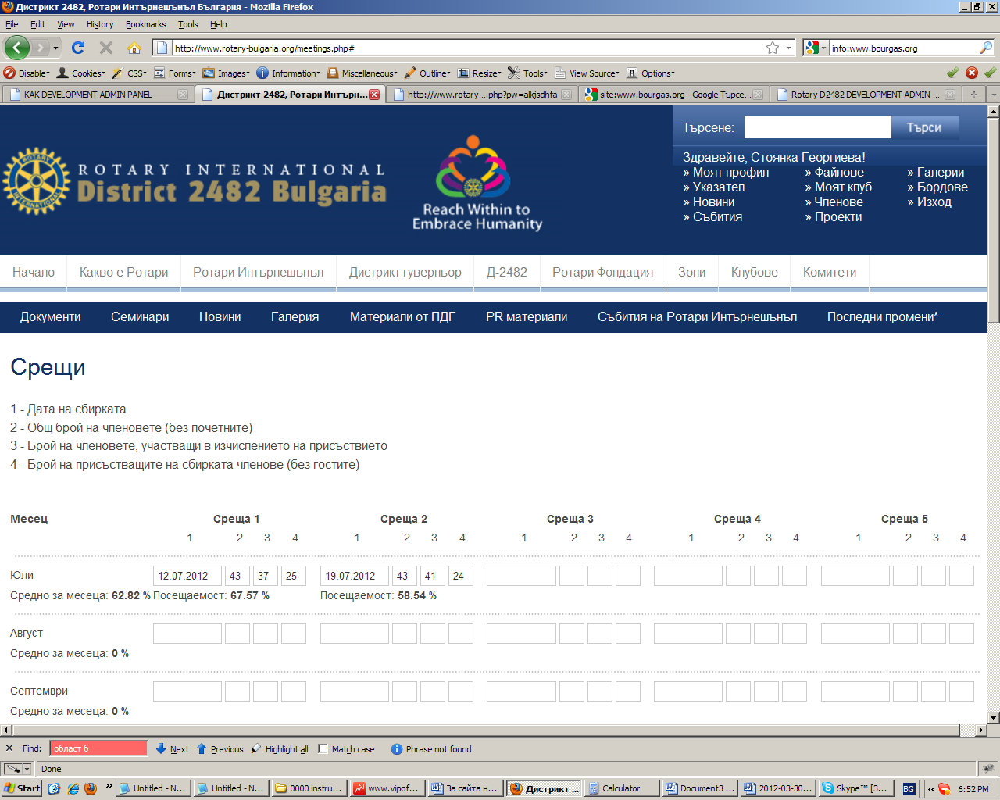 Дистрикт 2482, Ротари Интърнешънъл България - Mozilla Firefox
File Edit View History Bookmarks Tools Help
http://www.rotary-bulgaria.org/meetings.php#
info:www.bourgas.org
Disable Cookies CSS Forms Images Information Miscellaneous Outline Resize Tools View Source Options
KAK DEVELOPMENT ADMIN PANEL
Дистрикт 2482, Ротари Интърн...
http://www.rotary....php?pw=alkjsdhfa
site:www.bourgas.org - Google Търсе...
Rotary D2482 DEVELOPMENT ADMIN ...
ROTARY INTERNATIONAL
District 2482 Bulgaria
Reach Within to
Embrace Humanity
Търсене: Търси
Здравейте, Стоянка Георгиева!
» Моят профил » Файлове » Галерии
» Указател » Моят клуб » Бордове
» Новини » Членове » Изход
» Събития » Проекти
Начало Какво е Ротари Ротари Интърнешънъл Дистрикт гуверньор Д-2482 Ротари Фондация Зони Клубове Комитети
Документи Семинари Новини Галерия Материали от ПДГ PR материали Събития на Ротари Интърнешънъл Последни промени*
Срещи
1 - Дата на сбирката
2 - Общ брой на членовете (без почетните)
3 - Брой на членовете, участващи в изчислението на присъствието
4 - Брой на присъстващите на сбирката членове (без гостите)
Месец Среща 1 Среща 2 Среща 3 Среща 4 Среща 5
1 2 3 4 1 2 3 4 1 2 3 4 1 2 3 4 1 2 3 4
Юли 12.07.2012 43 37 25 19.07.2012 43 41 24
Средно за месеца: 62.82 % Посещаемост: 67.57 % Посещаемост: 58.54 %
Август
Средно за месеца: 0 %
Септември
Средно за месеца: 0 %
Find: област б Next Previous Highlight all Match case Phrase not found
Done
Start Untitled - N... Untitled - N... 0000 instru... www.vipof... За сайта н... Дистрикт ... Calculator Document3 ... 2012-03-30... Skype™ [3... BG 6:52 PM